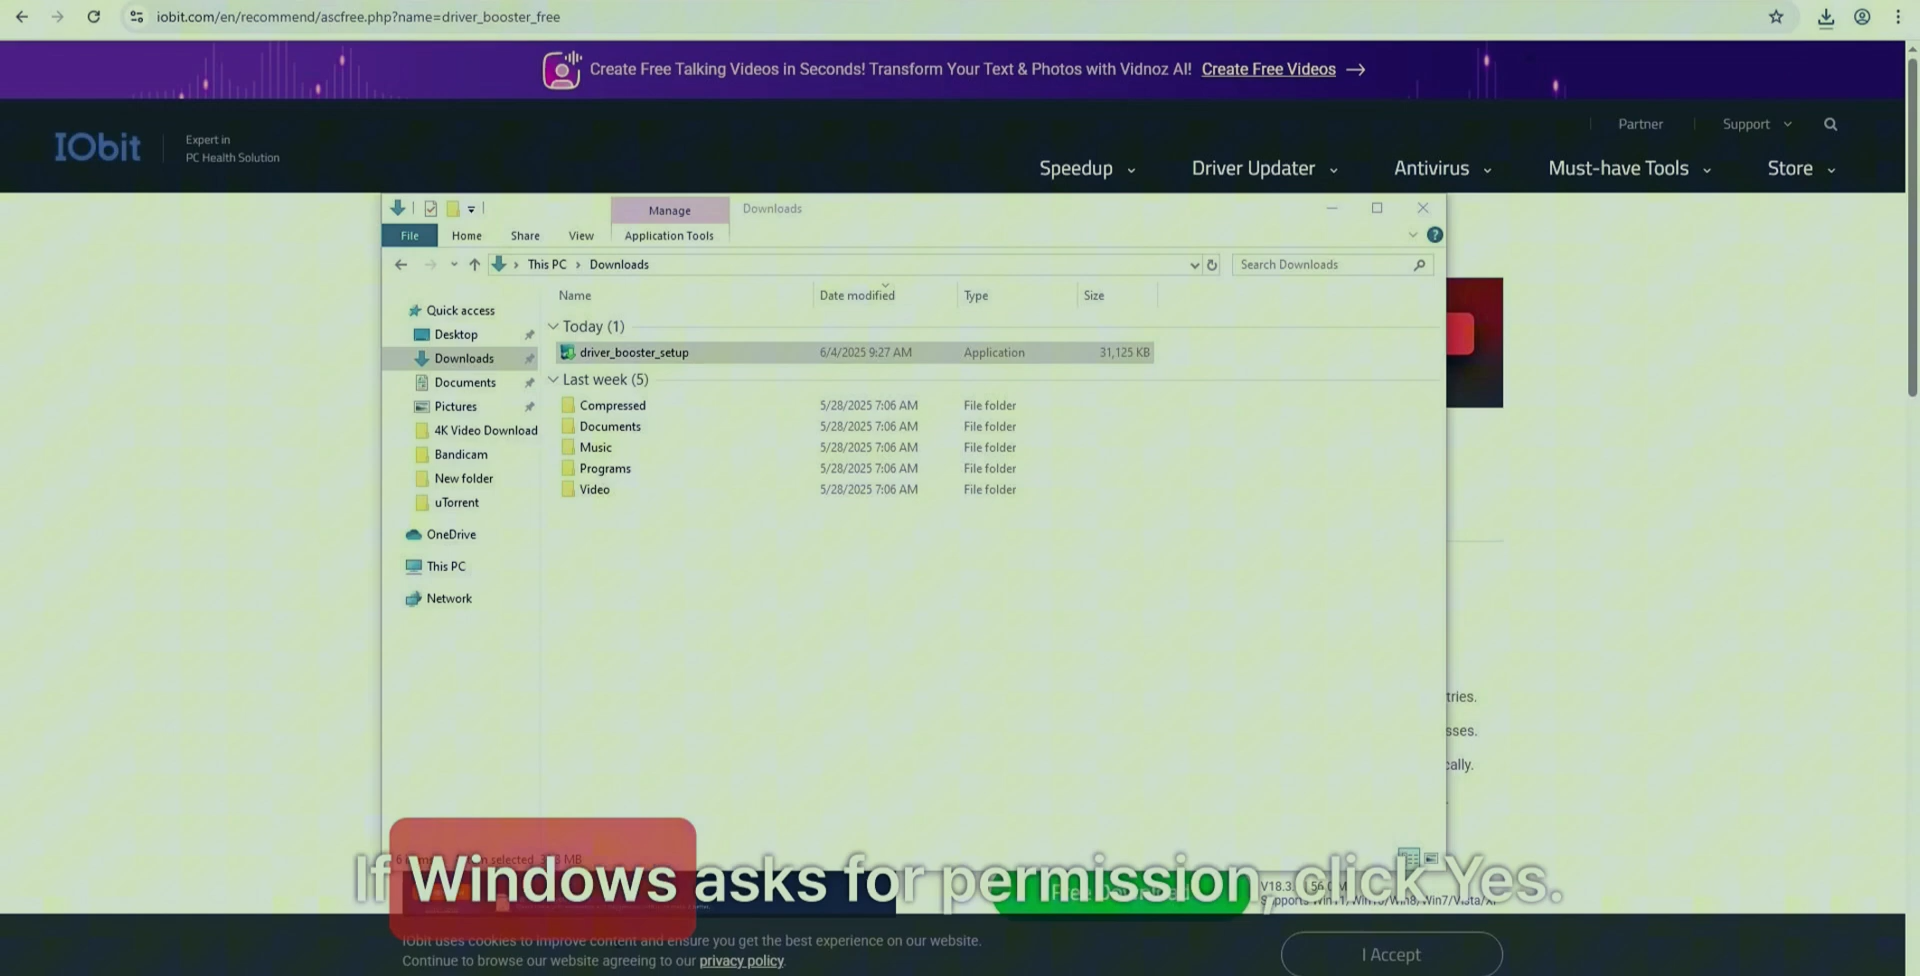 iobit.com/en/recommend/ascfree.php?name=driver_booster_free
Create Free Talking Videos in Seconds! Transform Your Text & Photos with Vidnoz AI! Create Free Videos
IObit
Expert in
PC Health Solution
Partner
Support
Speedup
Driver Updater
Antivirus
Must-have Tools
Store
Manage
Downloads
File
Home
Share
View
Application Tools
This PC
Downloads
Search Downloads
Name
Date modified
Type
Size
Quick access
Desktop
Downloads
Documents
Pictures
4K Video Download
Bandicam
New folder
uTorrent
OneDrive
This PC
Network
Today (1)
driver_booster_setup 6/4/2025 9:27 AM Application 31,125 KB
Last week (5)
Compressed 5/28/2025 7:06 AM File folder
Documents 5/28/2025 7:06 AM File folder
Music 5/28/2025 7:06 AM File folder
Programs 5/28/2025 7:06 AM File folder
Video 5/28/2025 7:06 AM File folder
tries.
sses.
cally.
selected
MB
If Windows asks for permission, click Yes.
V18.3.
IObit uses cookies to improve content and ensure you get the best experience on our website.
Continue to browse our website agreeing to our privacy policy.
I Accept